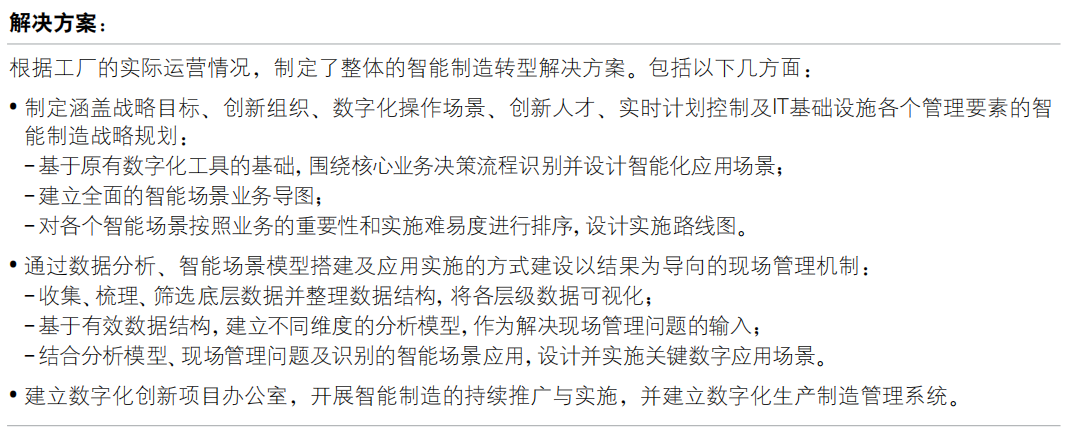 解决方案：
根据工厂的实际运营情况，制定了整体的智能制造转型解决方案。包括以下几方面：
• 制定涵盖战略目标、创新组织、数字化操作场景、创新人才、实时计划控制及IT基础设施各个管理要素的智
能制造战略规划：
– 基于原有数字化工具的基础，围绕核心业务决策流程识别并设计智能化应用场景；
– 建立全面的智能场景业务导图；
– 对各个智能场景按照业务的重要性和实施难易度进行排序，设计实施路线图。
• 通过数据分析、智能场景模型搭建及应用实施的方式建设以结果为导向的现场管理机制：
– 收集、梳理、筛选底层数据并整理数据结构，将各层级数据可视化；
– 基于有效数据结构，建立不同维度的分析模型，作为解决现场管理问题的输入；
– 结合分析模型、现场管理问题及识别的智能场景应用，设计并实施关键数字应用场景。
• 建立数字化创新项目办公室，开展智能制造的持续推广与实施，并建立数字化生产制造管理系统。